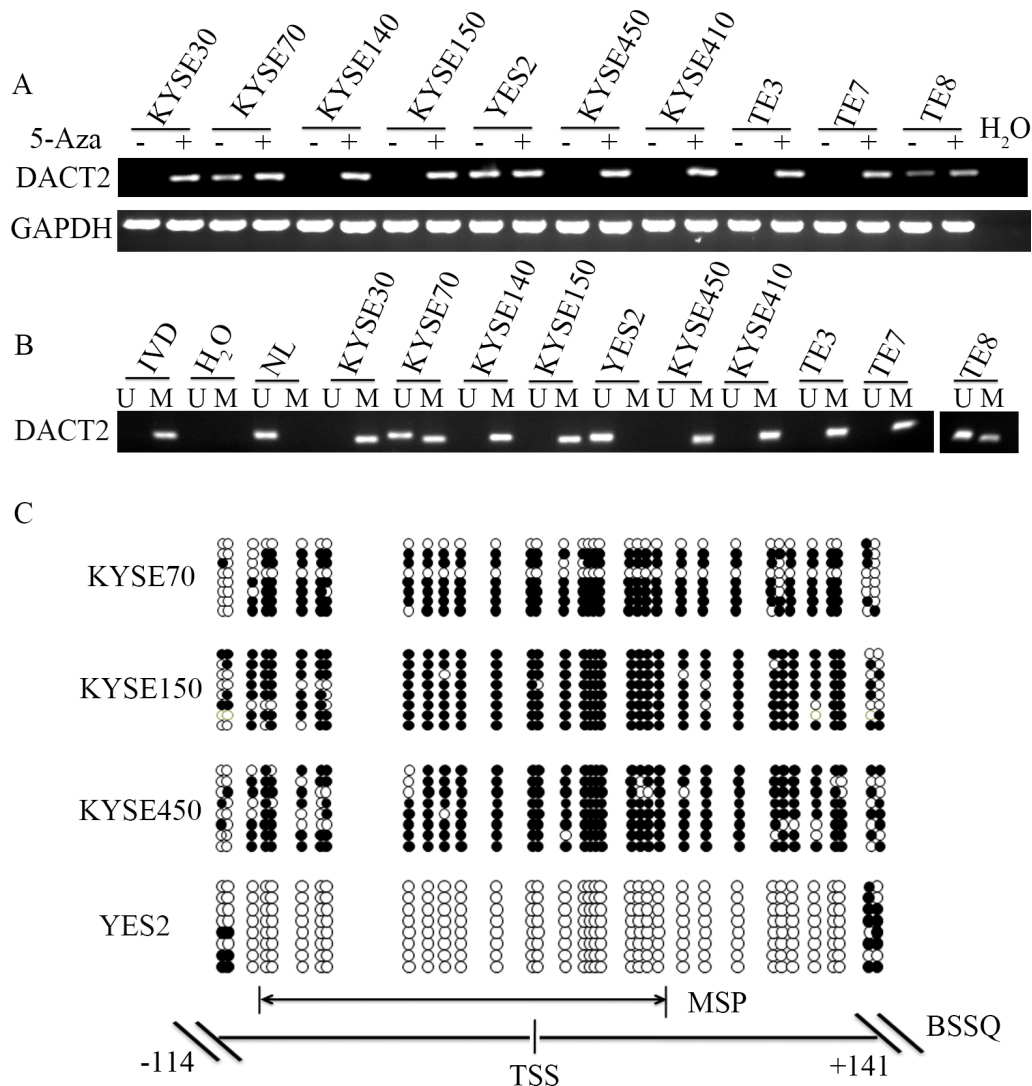 A
KYSE30 KYSE70 KYSE140 KYSE150 YES2 KYSE450 KYSE410 TE3 TE7 TE8 H₂O
5-Aza - + - + - + - + - + - + - + - + - + - +
DACT2
GAPDH
B
IVD H₂O NL KYSE30 KYSE70 KYSE140 KYSE150 YES2 KYSE450 KYSE410 TE3 TE7 TE8
U M U M U M U M U M U M U M U M U M U M U M U M U M
DACT2
C
KYSE70
KYSE150
KYSE450
YES2
MSP
BSSQ
-114 TSS +141